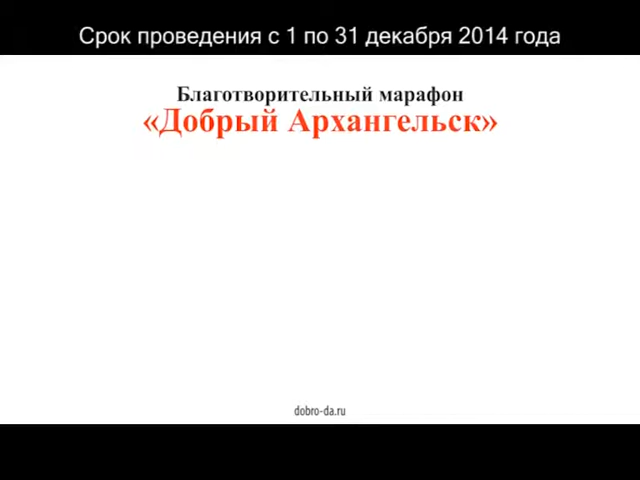 Срок проведения с 1 по 31 декабря 2014 года
Благотворительный марафон
«Добрый Архангельск»
dobro-da.ru